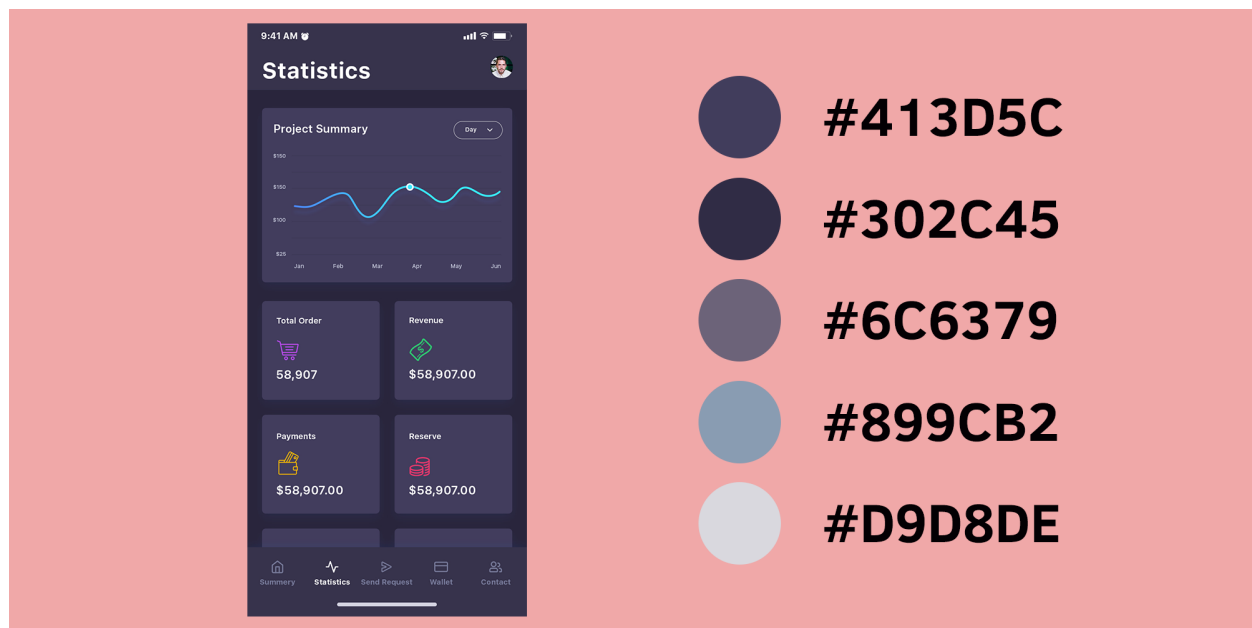 9:41 AM
Statistics
Project Summary
Day
$150
$150
$100
$25
Jan Feb Mar Apr May Jun
Total Order
58,907
Revenue
$
$58,907.00
Payments
$58,907.00
Reserve
$58,907.00
Summery Statistics Send Request Wallet Contact
#413D5C
#302C45
#6C6379
#899CB2
#D9D8DE